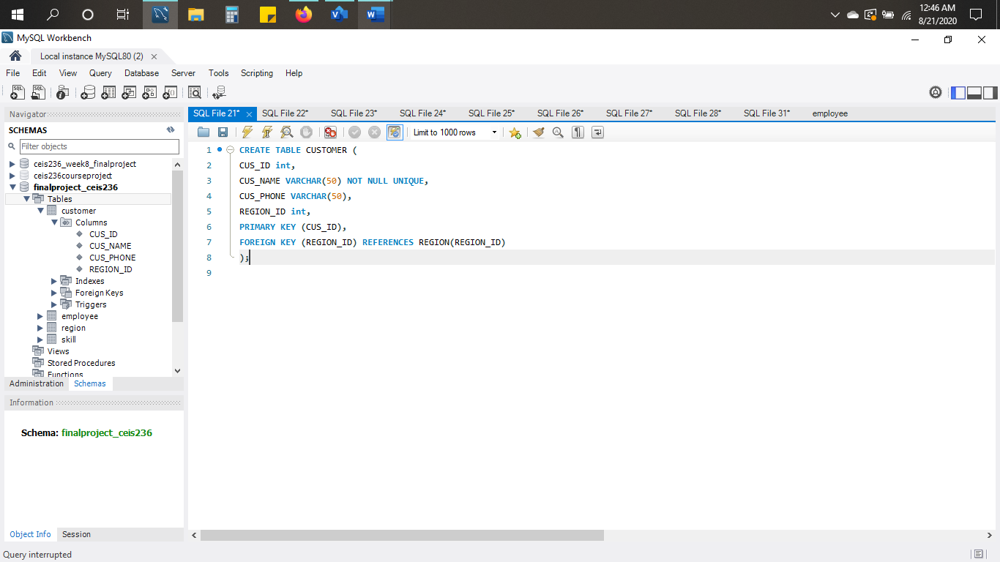 12:46 AM
8/21/2020
MySQL Workbench
Local instance MySQL80 (2)
File Edit View Query Database Server Tools Scripting Help
Navigator
SCHEMAS
Filter objects
ceis236_week8_finalproject
ceis236courseproject
finalproject_ceis236
Tables
customer
Columns
CUS_ID
CUS_NAME
CUS_PHONE
REGION_ID
Indexes
Foreign Keys
Triggers
employee
region
skill
Views
Stored Procedures
Functions
Administration Schemas
Information
Schema: finalproject_ceis236
Object Info Session
Query interrupted
SQL File 21* SQL File 22* SQL File 23* SQL File 24* SQL File 25* SQL File 26* SQL File 27* SQL File 28* SQL File 31* employee
Limit to 1000 rows
1 CREATE TABLE CUSTOMER (
2 CUS_ID int,
3 CUS_NAME VARCHAR(50) NOT NULL UNIQUE,
4 CUS_PHONE VARCHAR(50),
5 REGION_ID int,
6 PRIMARY KEY (CUS_ID),
7 FOREIGN KEY (REGION_ID) REFERENCES REGION(REGION_ID)
8 );
9